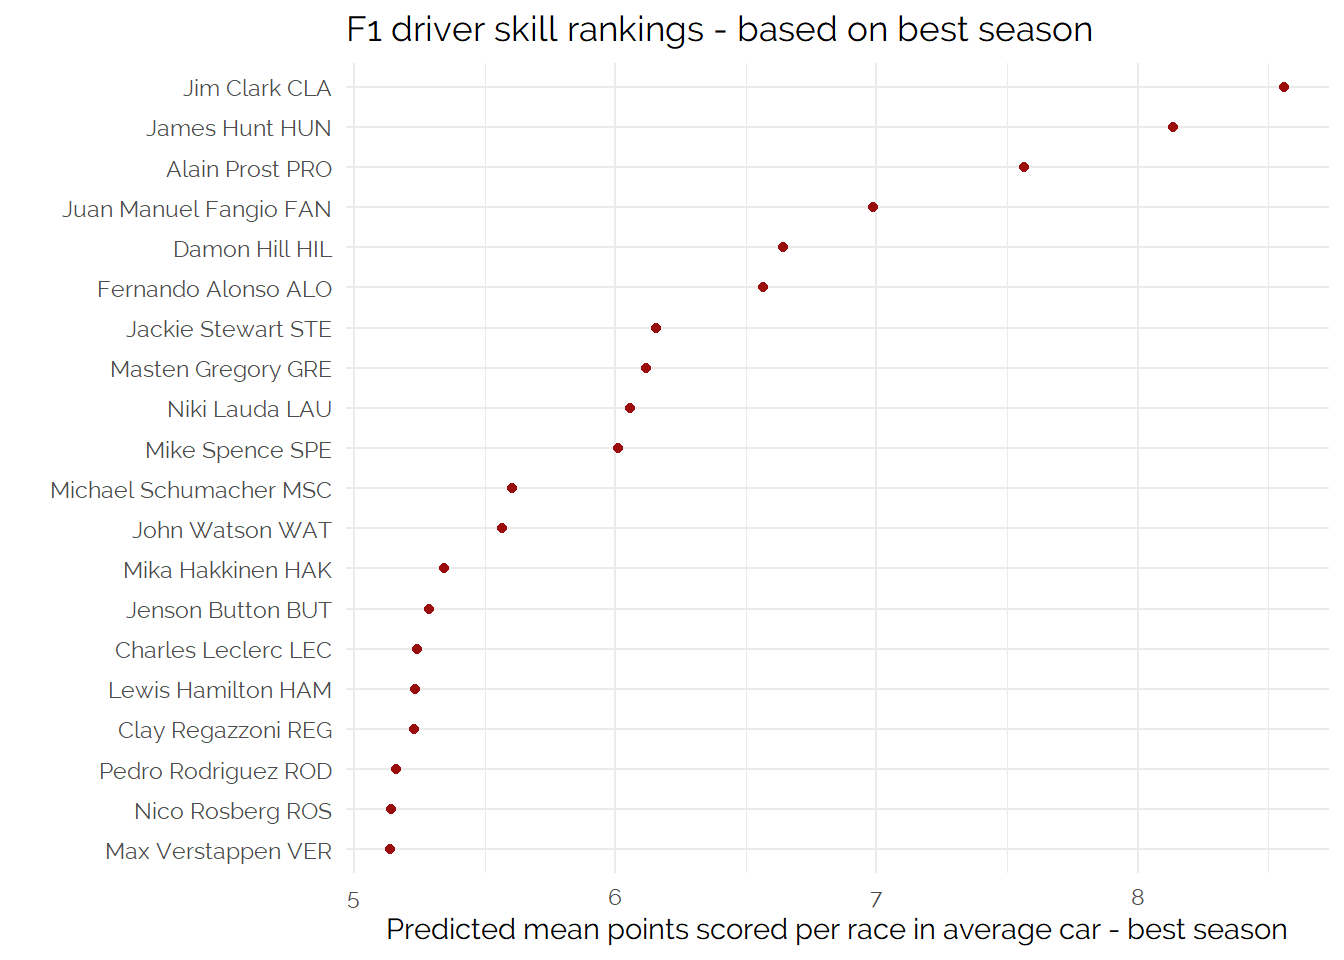 F1 driver skill rankings - based on best season
Jim Clark CLA
James Hunt HUN
Alain Prost PRO
Juan Manuel Fangio FAN
Damon Hill HIL
Fernando Alonso ALO
Jackie Stewart STE
Masten Gregory GRE
Niki Lauda LAU
Mike Spence SPE
Michael Schumacher MSC
John Watson WAT
Mika Hakkinen HAK
Jenson Button BUT
Charles Leclerc LEC
Lewis Hamilton HAM
Clay Regazzoni REG
Pedro Rodriguez ROD
Nico Rosberg ROS
Max Verstappen VER
5 6 7 8
Predicted mean points scored per race in average car - best season